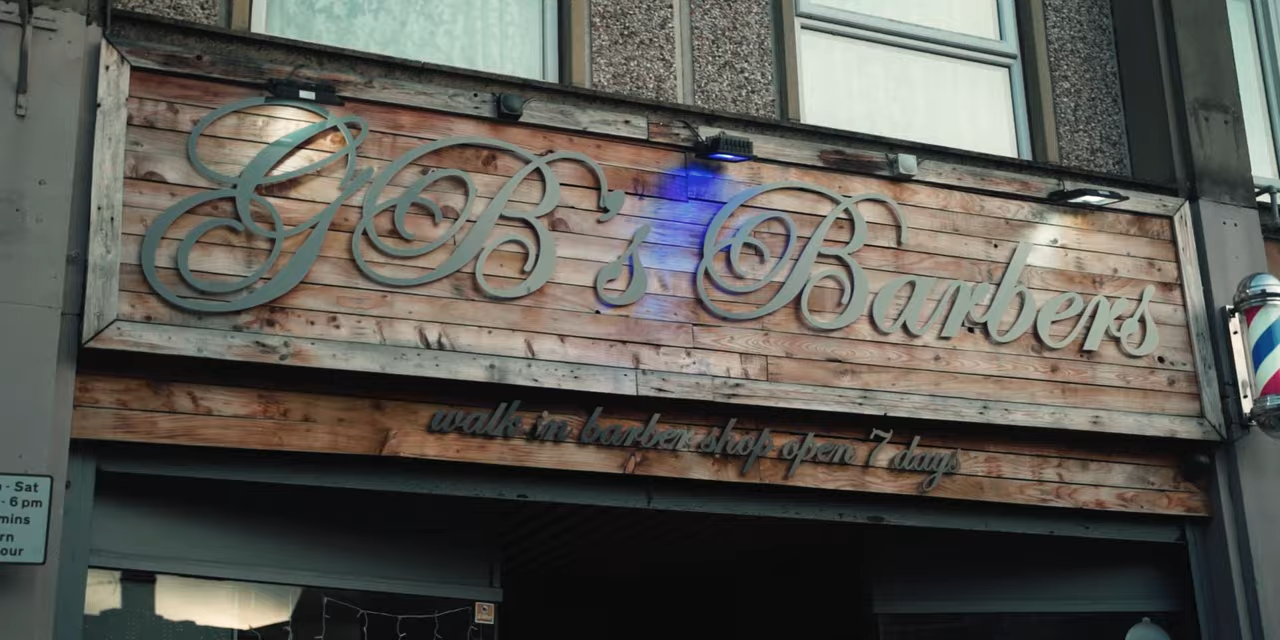 GB's Barbers
walk in barber shop open 7 days
- Sat
- 6 pm
mins
rn
our